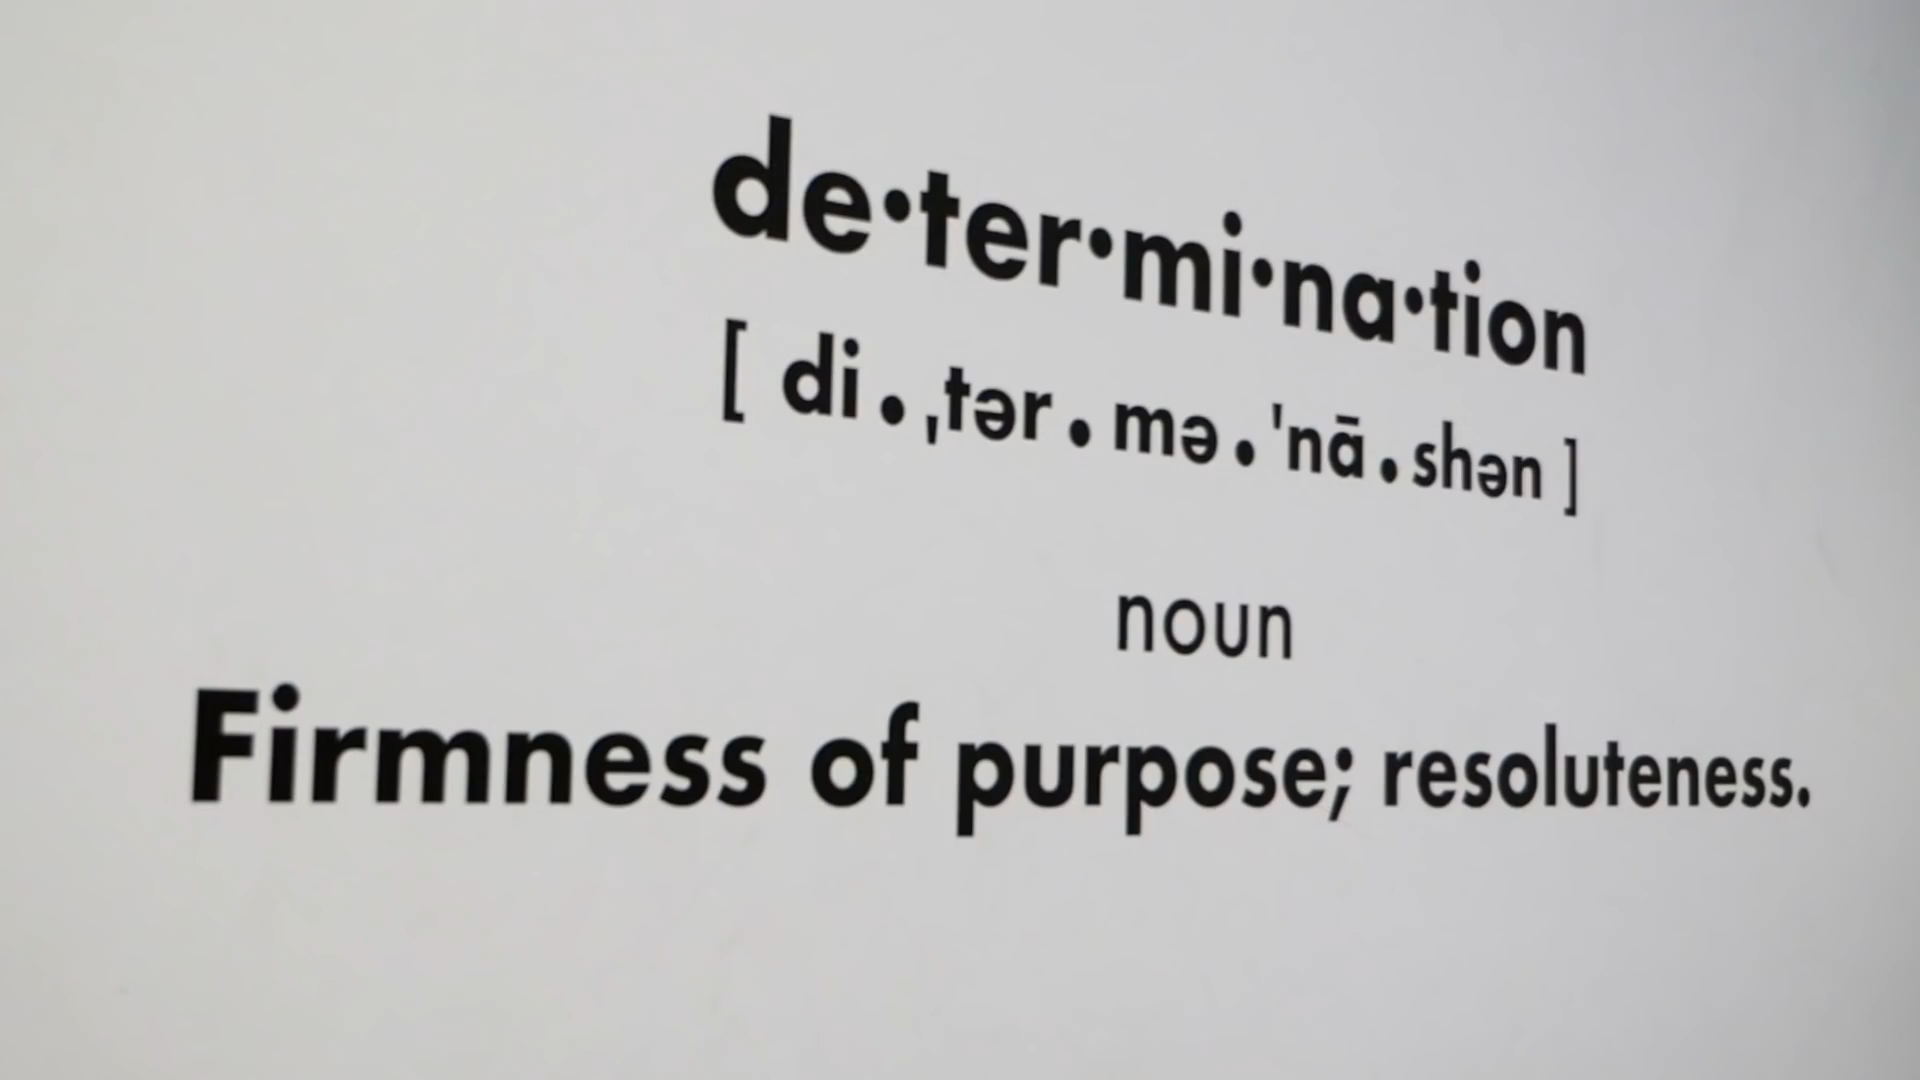 de•ter•mi•na•tion
[ di • ˌtər • mə • ˈnā • shən ]
noun
Firmness of purpose; resoluteness.